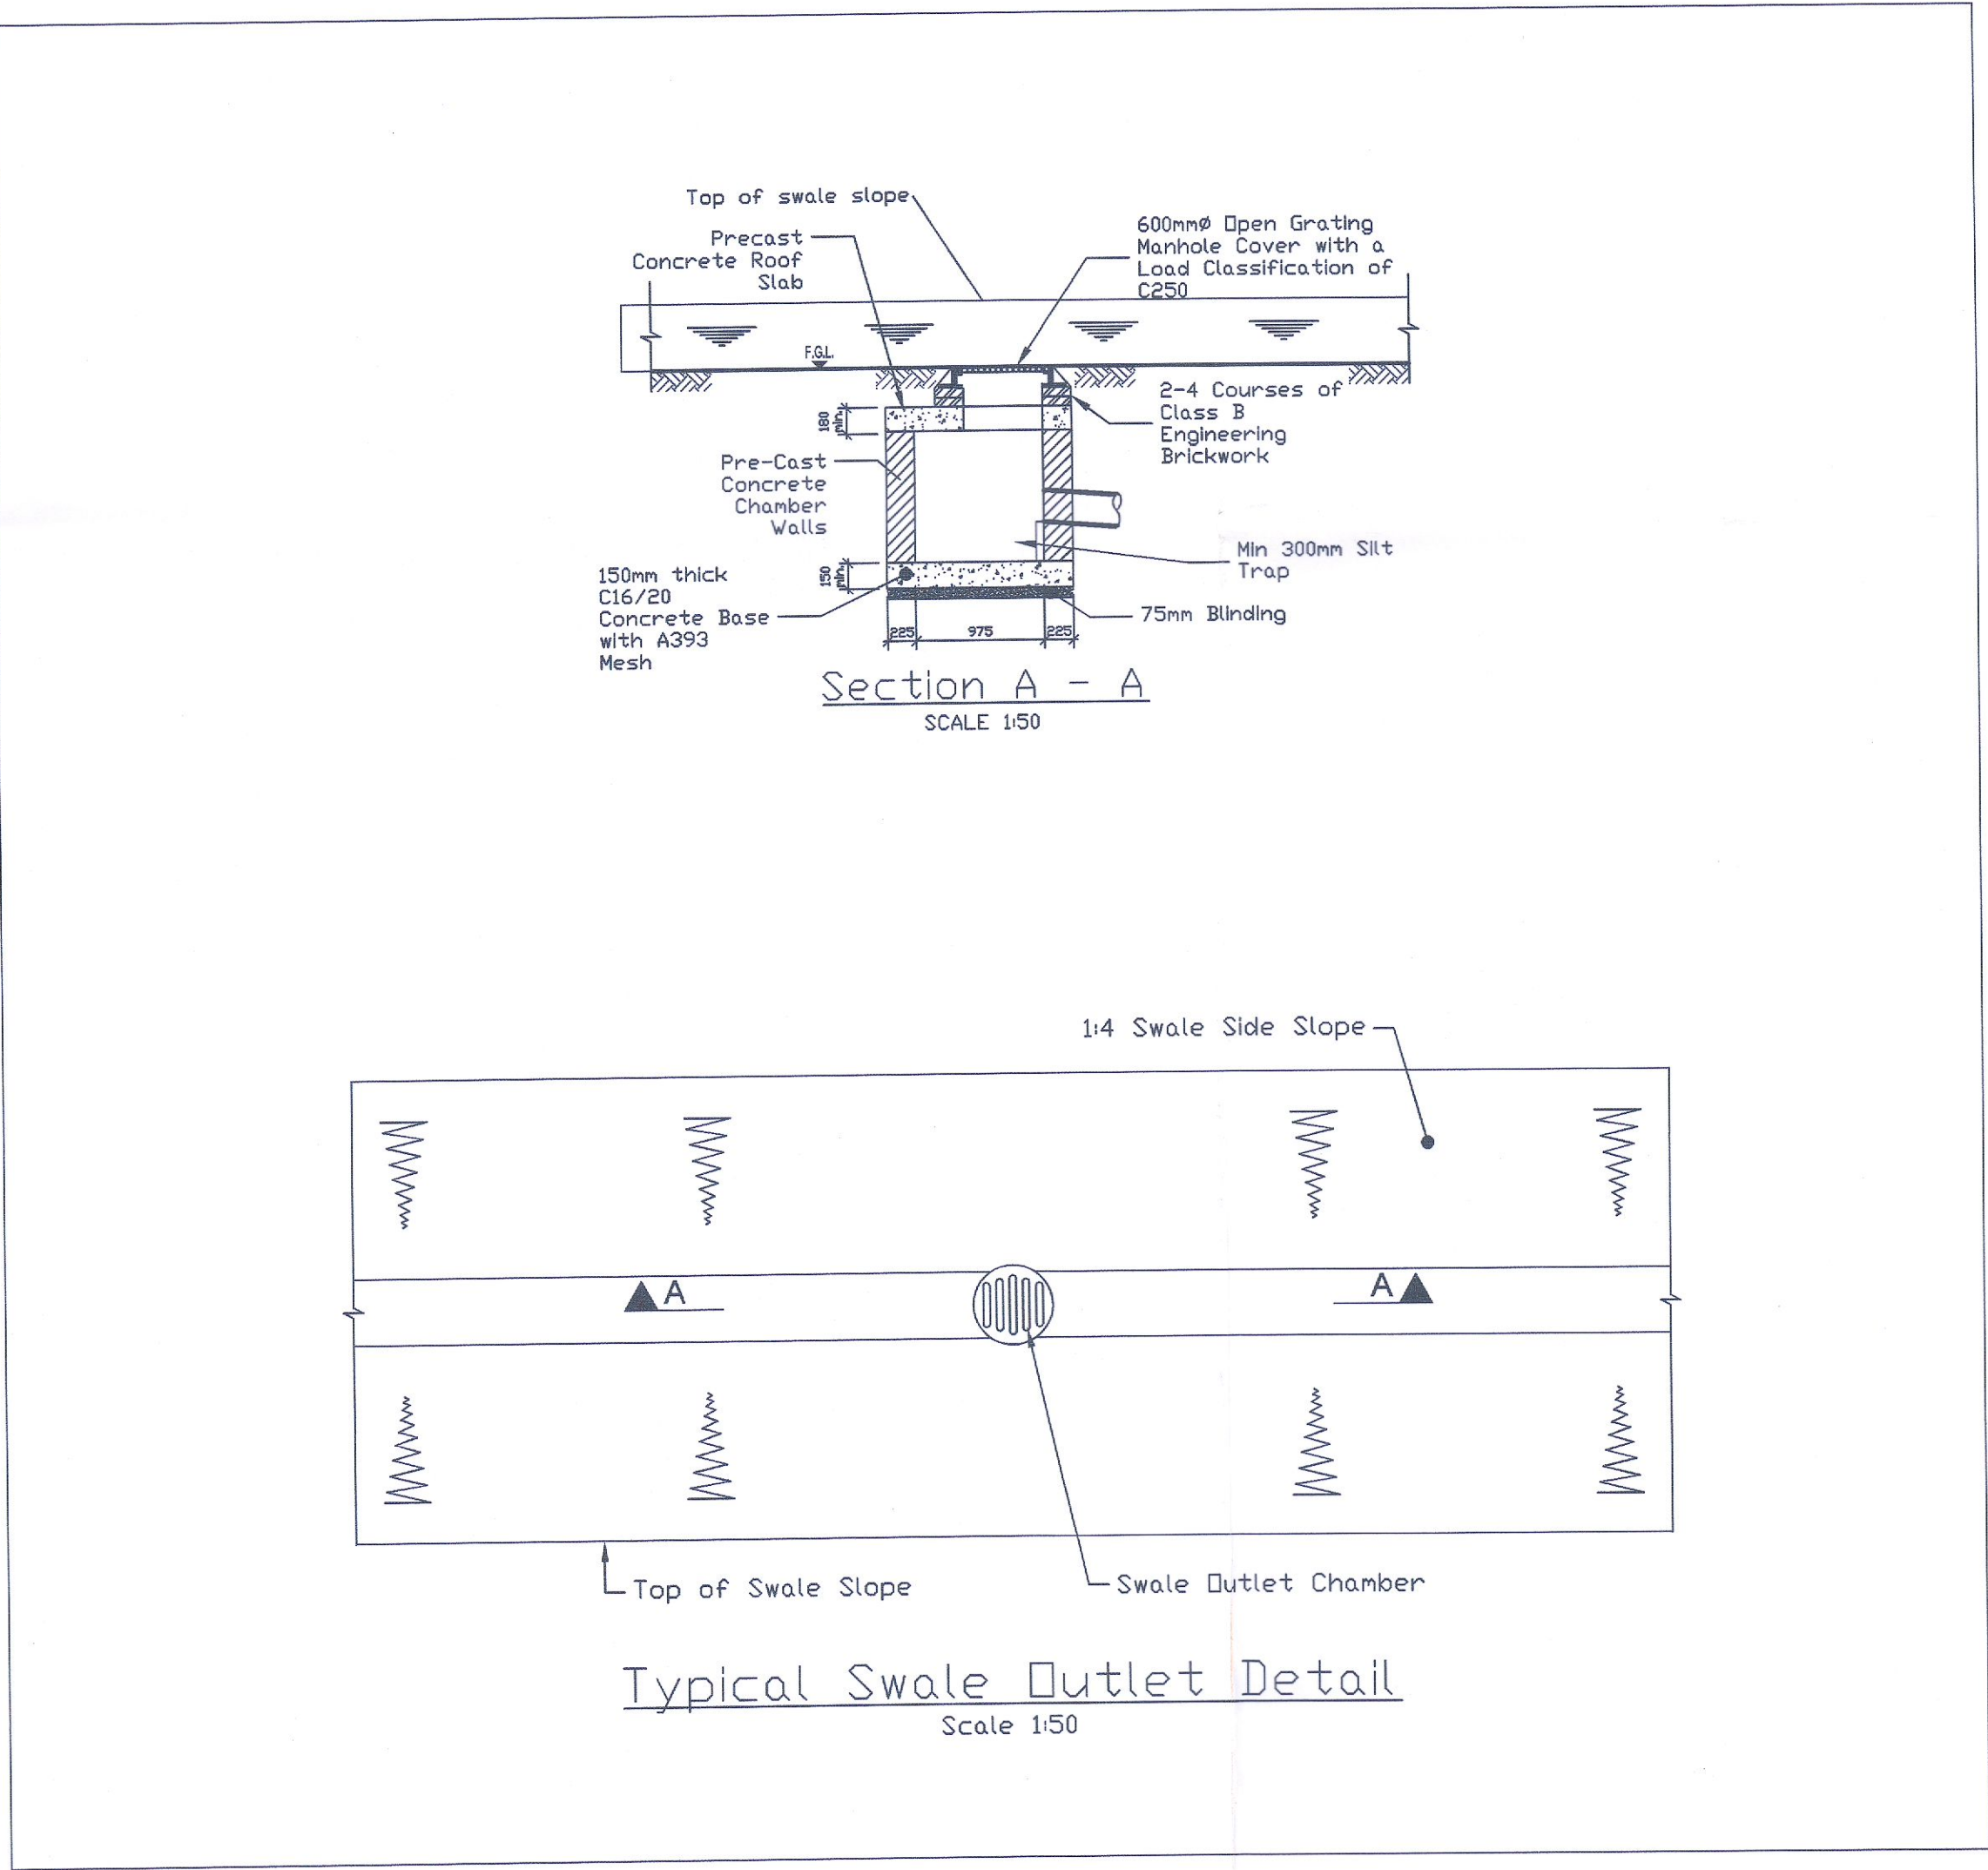 Top of swale slope
Precast
Concrete Roof
Slab
600mmØ Open Grating
Manhole Cover with a
Load Classification of
C250
F.G.L.
2-4 Courses of
Class B
Engineering
Brickwork
180
min.
Pre-Cast
Concrete
Chamber
Walls
Min 300mm Silt
Trap
150mm thick
C16/20
Concrete Base
with A393
Mesh
150
min.
75mm Blinding
225
975
225
Section A - A
SCALE 1:50
1:4 Swale Side Slope
A
A
Top of Swale Slope
Swale Outlet Chamber
Typical Swale Outlet Detail
Scale 1:50